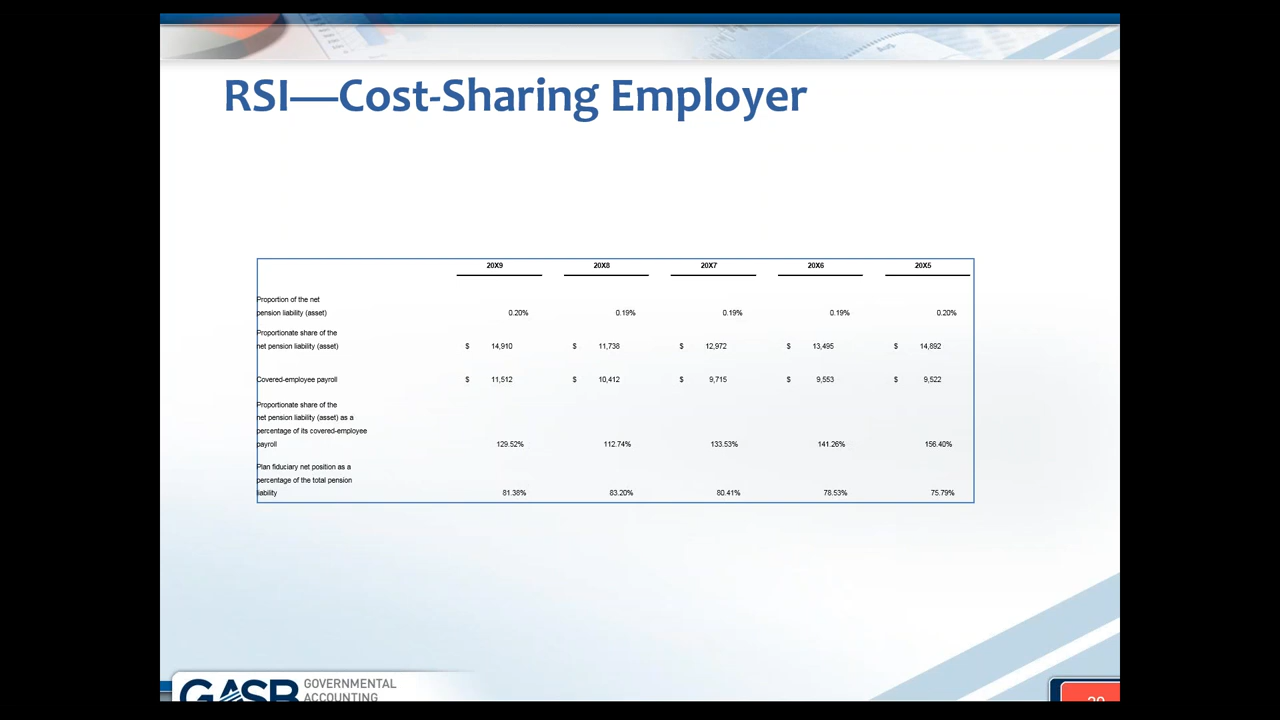 RSI—Cost-Sharing Employer
20X9 20X8 20X7 20X6 20X5
Proportion of the net
pension liability (asset) 0.20% 0.19% 0.19% 0.19% 0.20%
Proportionate share of the
net pension liability (asset) $ 14,910 $ 11,738 $ 12,972 $ 13,495 $ 14,892
Covered-employee payroll $ 11,512 $ 10,412 $ 9,715 $ 9,553 $ 9,522
Proportionate share of the
net pension liability (asset) as a
percentage of its covered-employee
payroll 129.52% 112.74% 133.53% 141.26% 156.40%
Plan fiduciary net position as a
percentage of the total pension
liability 81.38% 83.20% 80.41% 78.53% 75.79%
GASB GOVERNMENTAL
ACCOUNTING